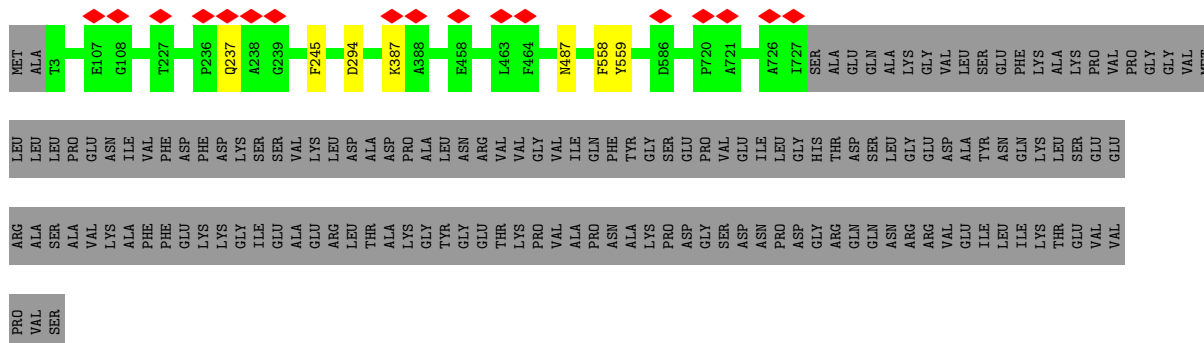 MET ALA T3 E107 G108 T227 P236 Q237 A238 G239 F245 D294 K387 A388 E458 L463 F464 N487 F558 Y559 D586 P720 A721 A726 I727 SER ALA GLU GLN ALA LYS GLY VAL LEU SER GLU PHE LYS ALA LYS PRO VAL PRO GLY GLY VAL MET
LEU LEU LEU PRO GLU ASN ILE VAL PHE ASP PHE ASP LYS SER SER VAL LYS LEU ASP ALA ASP PRO ALA LEU ASN ARG VAL VAL GLY VAL ILE GLN PHE TYR GLY SER GLU PRO VAL GLU ILE LEU GLY HIS THR ASP SER LEU GLY GLU ASP ALA TYR ASN GLN LYS LEU SER GLU GLU
ARG ALA SER ALA VAL LYS ALA PHE PHE GLU LYS LYS GLY ILE GLU ALA GLU ARG LEU THR ALA LYS GLY TYR GLY GLU THR LYS PRO VAL ALA PRO ASN ALA LYS PRO ASP GLY SER ASP ASN PRO ASP GLY ARG GLN GLN ASN ARG ARG VAL GLU ILE LEU ILE LYS THR GLU VAL VAL
PRO VAL SER